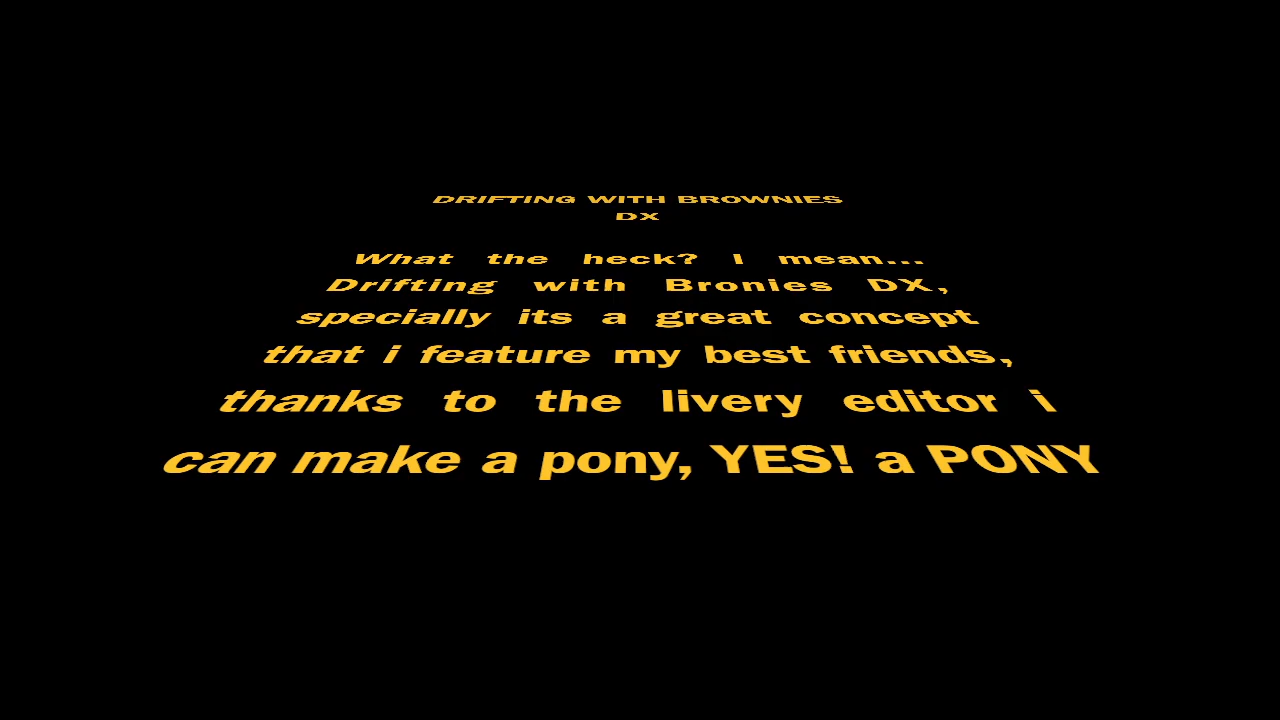 DRIFTING WITH BROWNIES
DX
What the heck? I mean...
Drifting with Bronies DX,
specially its a great concept
that i feature my best friends,
thanks to the livery editor i
can make a pony, YES! a PONY